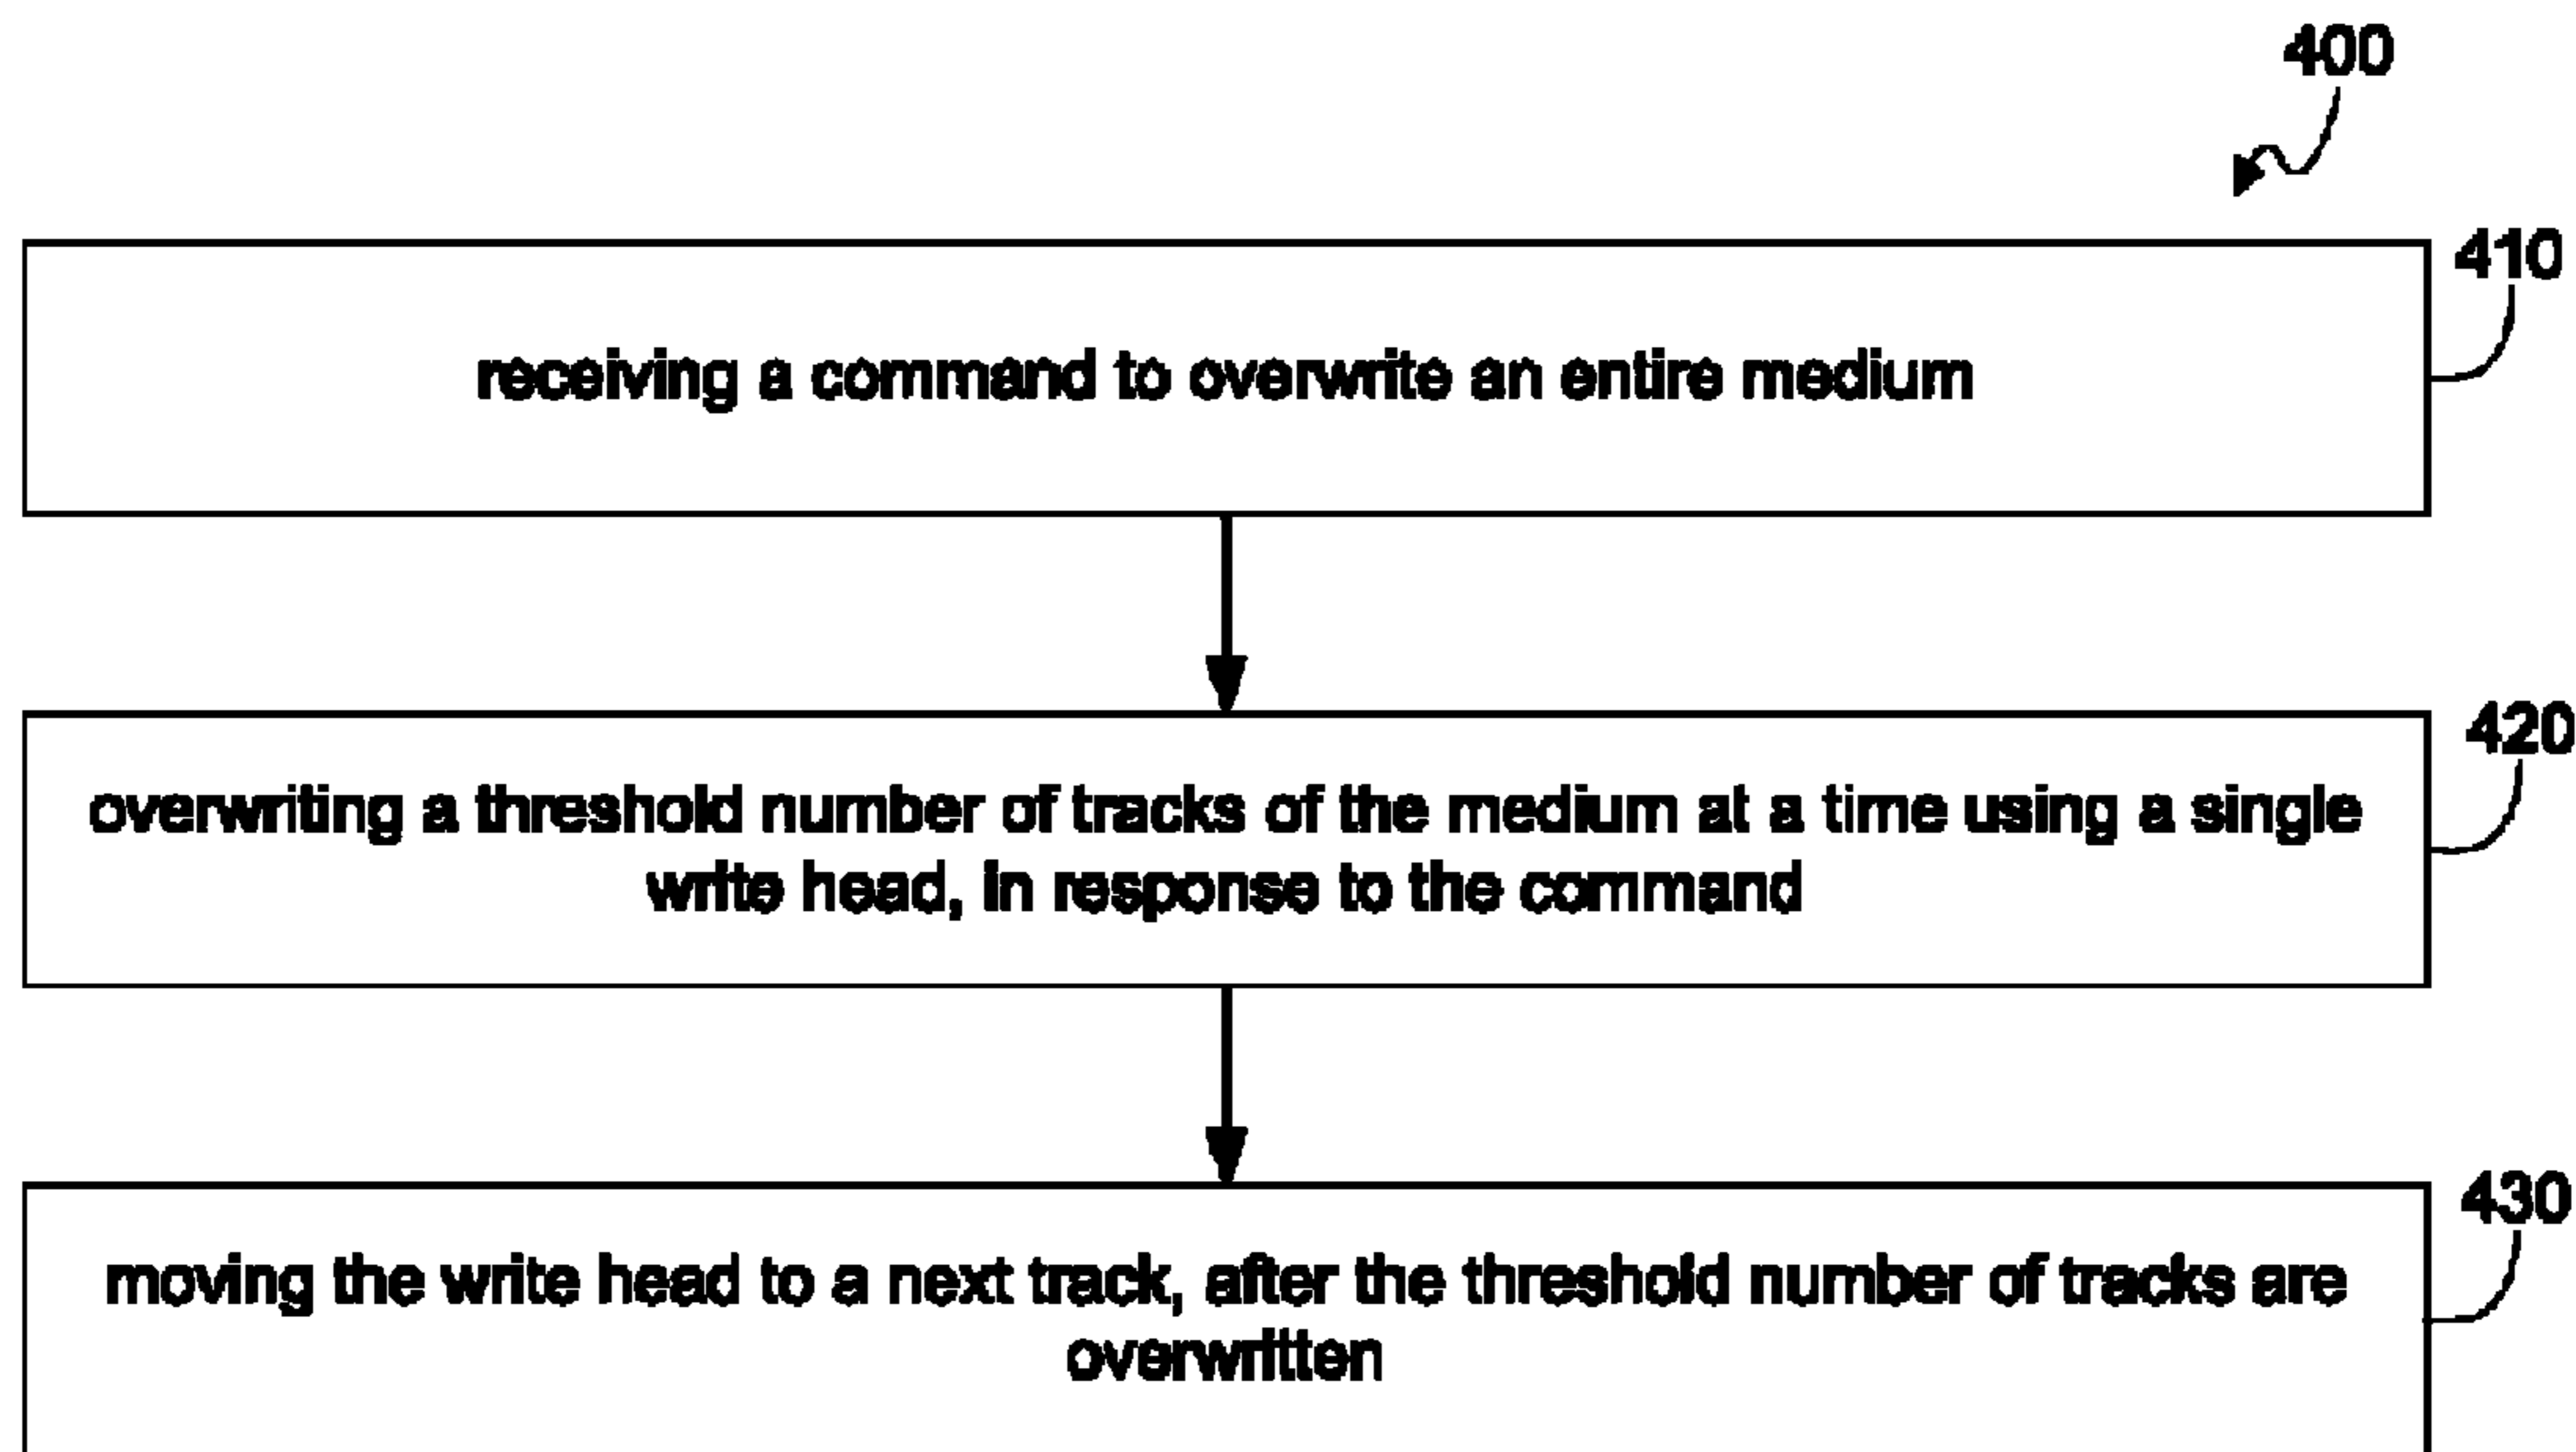 400
410
receiving a command to overwrite an entire medium
420
overwriting a threshold number of tracks of the medium at a time using a single
write head, in response to the command
430
moving the write head to a next track, after the threshold number of tracks are
overwritten